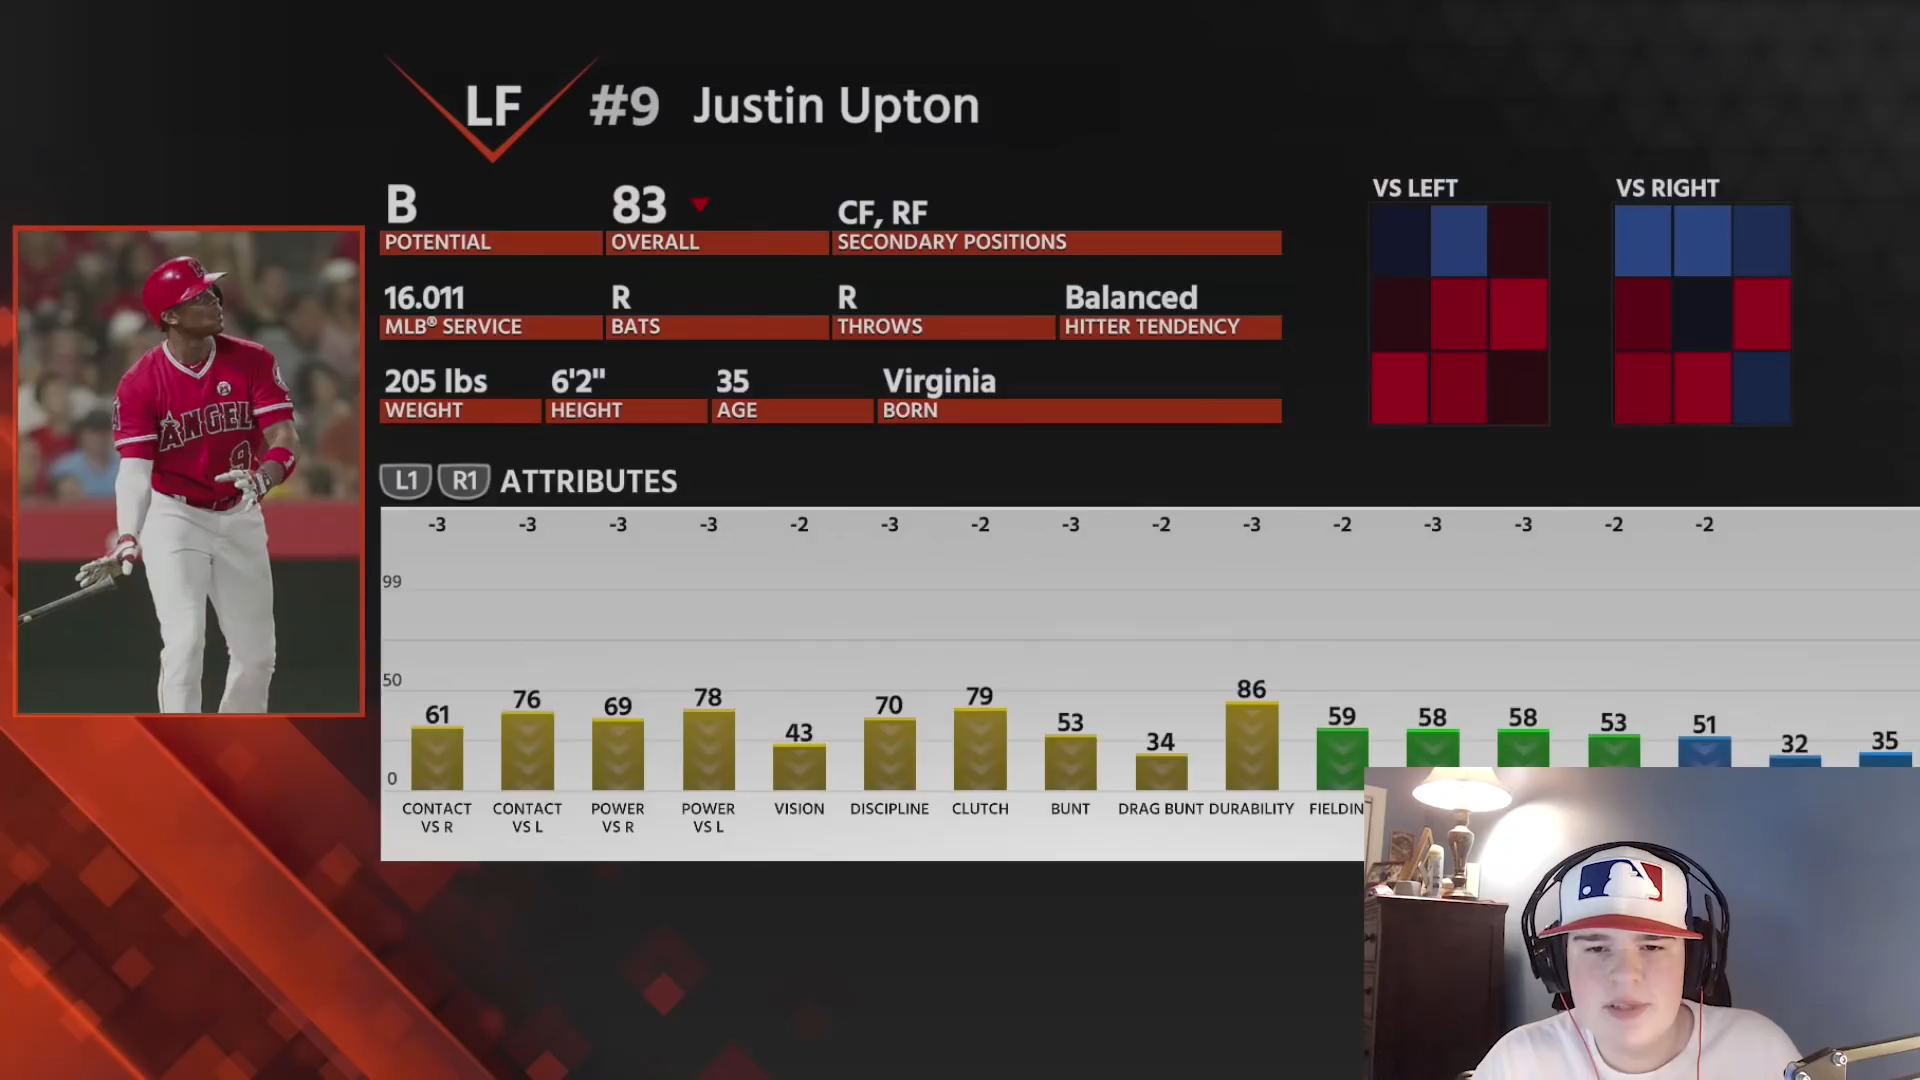 LF #9 Justin Upton
B 83 CF, RF
POTENTIAL OVERALL SECONDARY POSITIONS
16.011 R R Balanced
MLB® SERVICE BATS THROWS HITTER TENDENCY
205 lbs 6'2" 35 Virginia
WEIGHT HEIGHT AGE BORN
VS LEFT VS RIGHT
ANGEL
9
L1 R1 ATTRIBUTES
-3 -3 -3 -3 -2 -3 -2 -3 -2 -3 -2 -3 -3 -2 -2
99
50
0
61 76 69 78 43 70 79 53 34 86 59 58 58 53 51 32 35
CONTACT VS R
CONTACT VS L
POWER VS R
POWER VS L
VISION
DISCIPLINE
CLUTCH
BUNT
DRAG BUNT
DURABILITY
FIELDIN